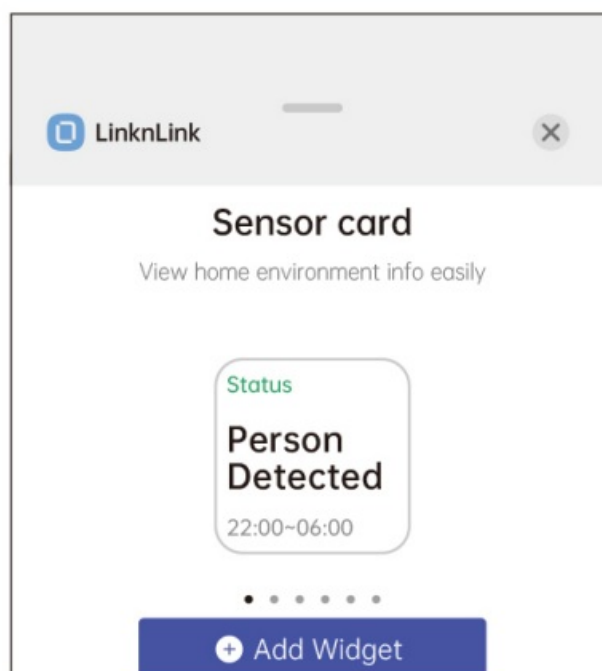 LinknLink
Sensor card
View home environment info easily
Status
Person
Detected
22:00~06:00
Add Widget